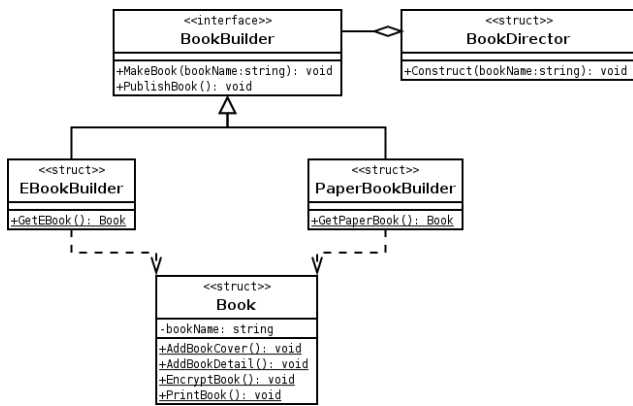 <<interface>>
BookBuilder
+MakeBook(bookName:string): void
+PublishBook(): void
<<struct>>
BookDirector
+Construct(bookName:string): void
<<struct>>
EBookBuilder
+GetEBook(): Book
<<struct>>
PaperBookBuilder
+GetPaperBook(): Book
<<struct>>
Book
-bookName: string
+AddBookCover(): void
+AddBookDetail(): void
+EncryptBook(): void
+PrintBook(): void